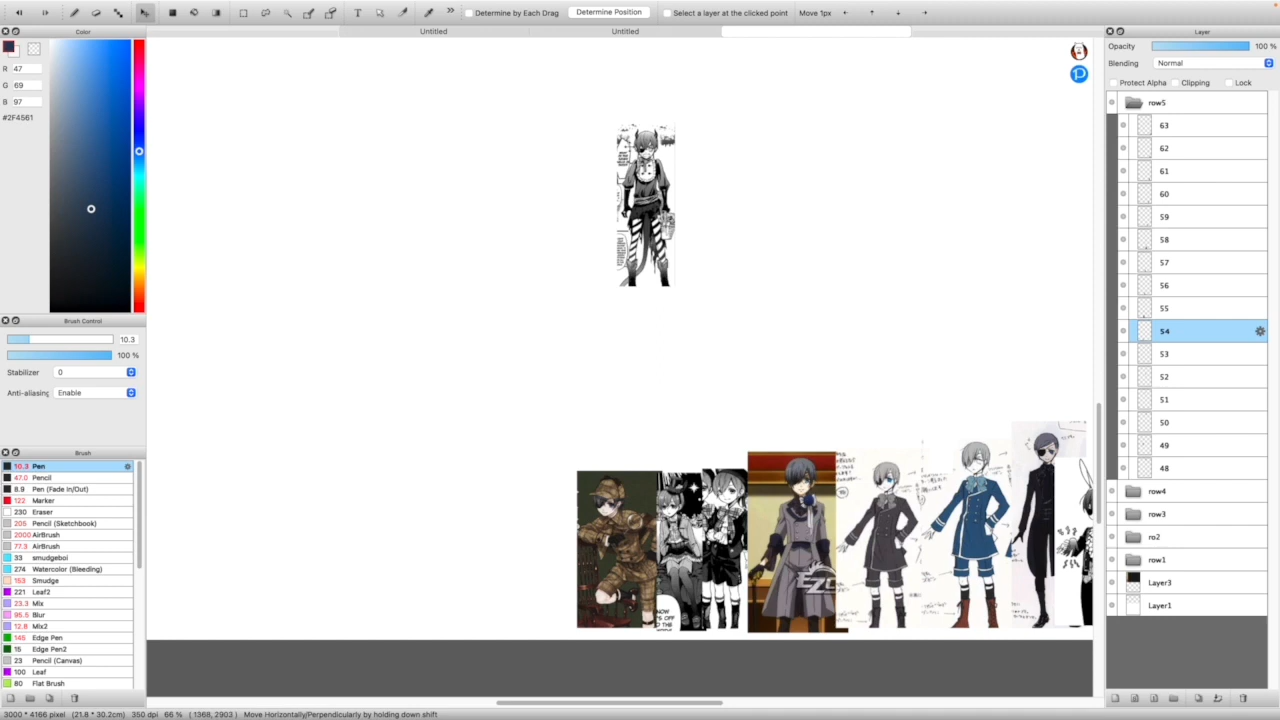 Determine by Each Drag
Determine Position
Select a layer at the clicked point
Move 1px
Color
Untitled
Untitled
Layer
R 47
G 69
B 97
#2F4561
Opacity 100 %
Blending Normal
Protect Alpha Clipping Lock
row5
63
62
61
60
59
58
57
56
55
54
53
52
51
50
49
48
row4
row3
ro2
row1
Layer3
Layer1
Brush Control
10.3
100 %
Stabilizer 0
Anti-aliasing Enable
Brush
10.3 Pen
47.0 Pencil
8.9 Pen (Fade In/Out)
122 Marker
230 Eraser
205 Pencil (Sketchbook)
2000 AirBrush
77.3 AirBrush
33 smudgeboi
274 Watercolor (Bleeding)
153 Smudge
221 Leaf2
23.3 Mix
95.5 Blur
12.8 Mix2
145 Edge Pen
15 Edge Pen2
23 Pencil (Canvas)
100 Leaf
80 Flat Brush
3000 * 4166 pixel (21.8 * 30.2cm) 350 dpi 66 % ( 1368, 2903 ) Move Horizontally/Perpendicularly by holding down shift